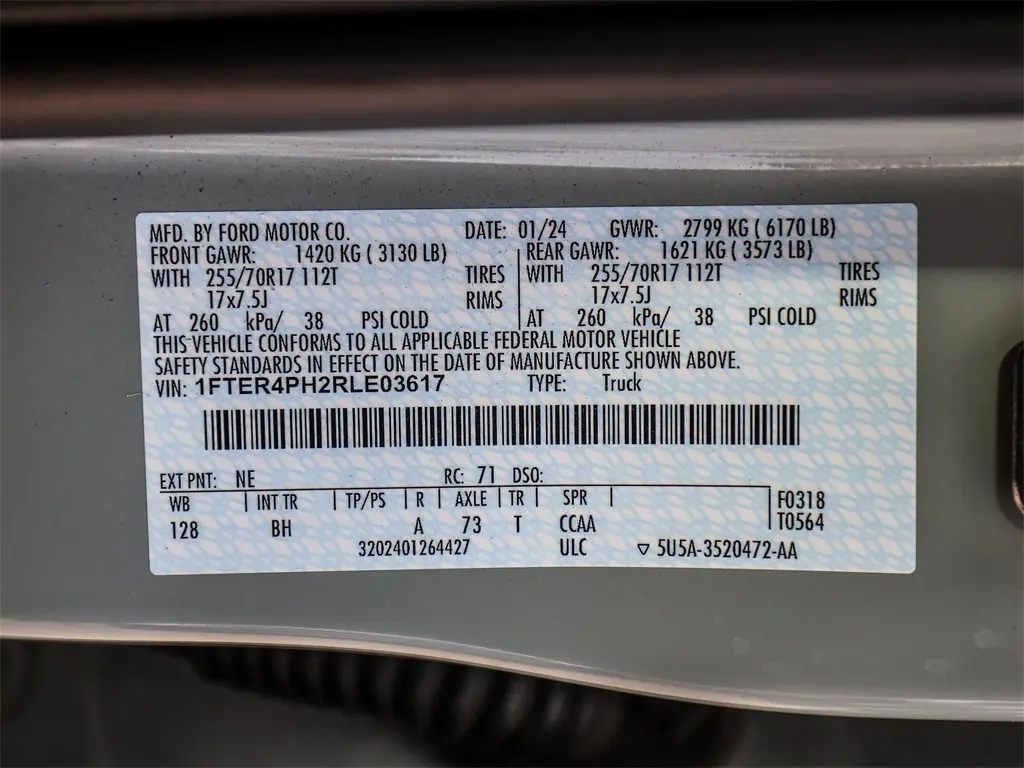 MFD. BY FORD MOTOR CO. DATE: 01/24 GVWR: 2799 KG ( 6170 LB)
FRONT GAWR: 1420 KG ( 3130 LB) REAR GAWR: 1621 KG ( 3573 LB)
WITH 255/70R17 112T TIRES WITH 255/70R17 112T TIRES
17x7.5J RIMS 17x7.5J RIMS
AT 260 kPa/ 38 PSI COLD AT 260 kPa/ 38 PSI COLD
THIS VEHICLE CONFORMS TO ALL APPLICABLE FEDERAL MOTOR VEHICLE
SAFETY STANDARDS IN EFFECT ON THE DATE OF MANUFACTURE SHOWN ABOVE.
VIN: 1FTER4PH2RLE03617 TYPE: Truck
EXT PNT: NE RC: 71 DSO:
WB INT TR TP/PS R AXLE TR SPR F0318
128 BH A 73 T CCAA T0564
3202401264427 ULC 5U5A-3520472-AA